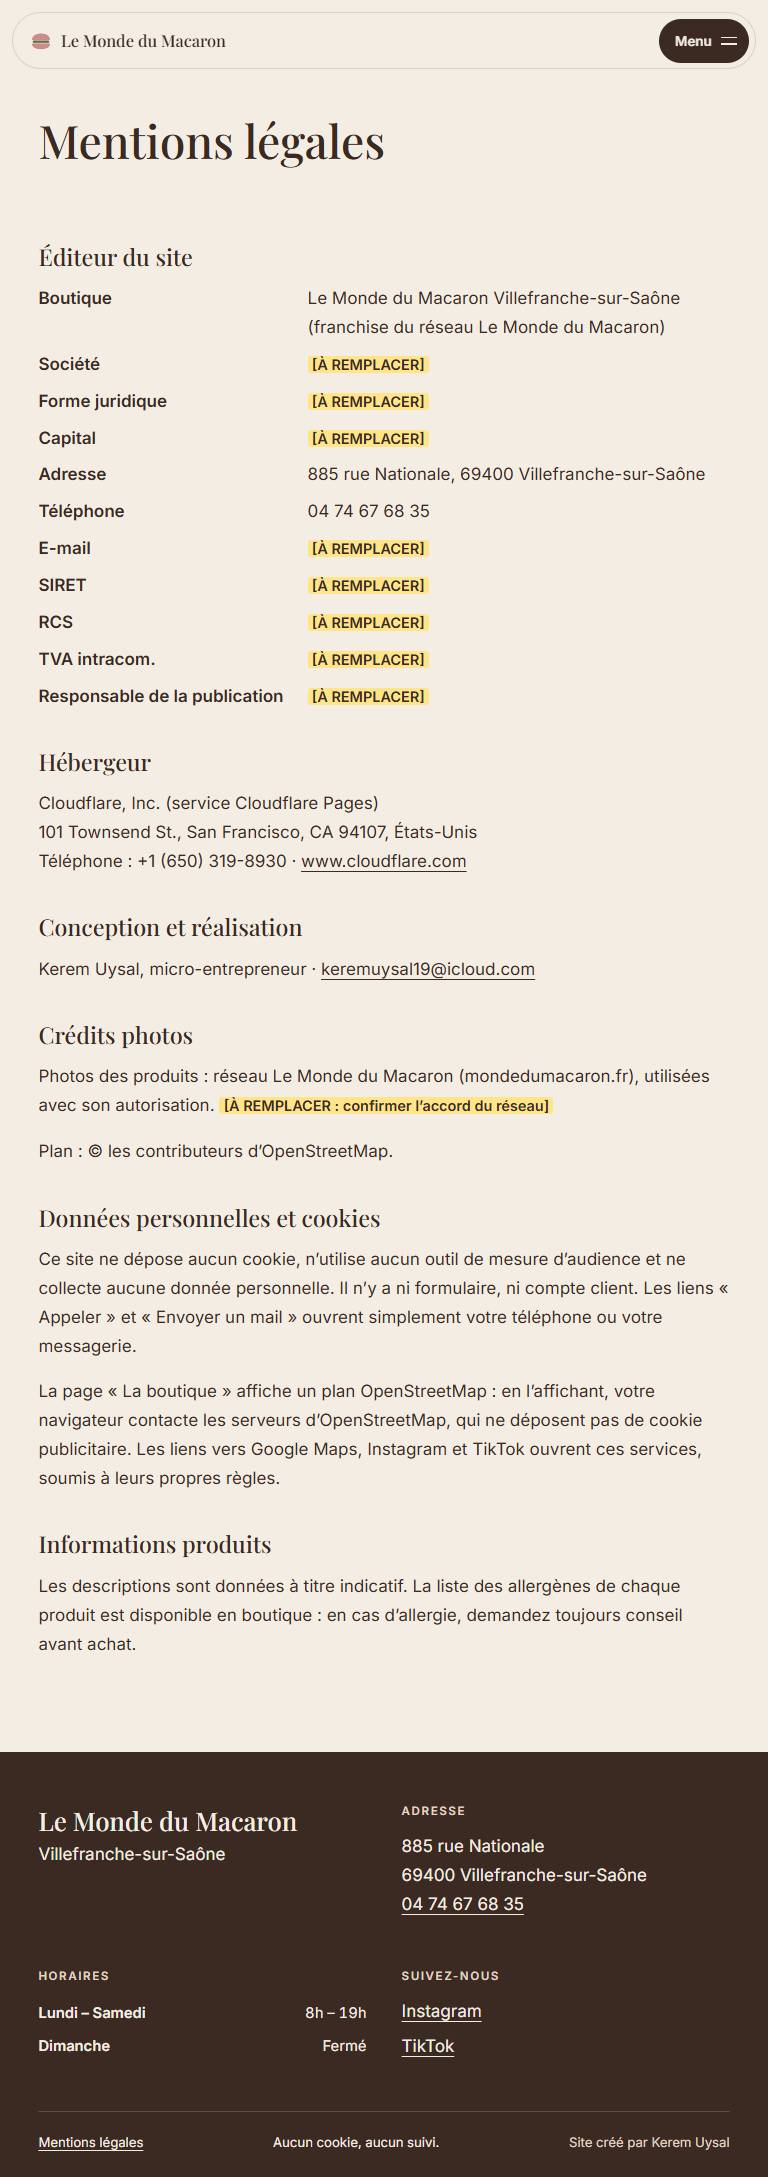 Le Monde du Macaron
Menu
Mentions légales
Éditeur du site
Boutique
Le Monde du Macaron Villefranche-sur-Saône
(franchise du réseau Le Monde du Macaron)
Société
[À REMPLACER]
Forme juridique
[À REMPLACER]
Capital
[À REMPLACER]
Adresse
885 rue Nationale, 69400 Villefranche-sur-Saône
Téléphone
04 74 67 68 35
E-mail
[À REMPLACER]
SIRET
[À REMPLACER]
RCS
[À REMPLACER]
TVA intracom.
[À REMPLACER]
Responsable de la publication
[À REMPLACER]
Hébergeur
Cloudflare, Inc. (service Cloudflare Pages)
101 Townsend St., San Francisco, CA 94107, États-Unis
Téléphone : +1 (650) 319-8930 · www.cloudflare.com
Conception et réalisation
Kerem Uysal, micro-entrepreneur · keremuysal19@icloud.com
Crédits photos
Photos des produits : réseau Le Monde du Macaron (mondedumacaron.fr), utilisées
avec son autorisation. [À REMPLACER : confirmer l’accord du réseau]
Plan : © les contributeurs d’OpenStreetMap.
Données personnelles et cookies
Ce site ne dépose aucun cookie, n’utilise aucun outil de mesure d’audience et ne
collecte aucune donnée personnelle. Il n’y a ni formulaire, ni compte client. Les liens «
Appeler » et « Envoyer un mail » ouvrent simplement votre téléphone ou votre
messagerie.
La page « La boutique » affiche un plan OpenStreetMap : en l’affichant, votre
navigateur contacte les serveurs d’OpenStreetMap, qui ne déposent pas de cookie
publicitaire. Les liens vers Google Maps, Instagram et TikTok ouvrent ces services,
soumis à leurs propres règles.
Informations produits
Les descriptions sont données à titre indicatif. La liste des allergènes de chaque
produit est disponible en boutique : en cas d’allergie, demandez toujours conseil
avant achat.
Le Monde du Macaron
Villefranche-sur-Saône
ADRESSE
885 rue Nationale
69400 Villefranche-sur-Saône
04 74 67 68 35
HORAIRES
Lundi – Samedi 8h – 19h
Dimanche Fermé
SUIVEZ-NOUS
Instagram
TikTok
Mentions légales
Aucun cookie, aucun suivi.
Site créé par Kerem Uysal